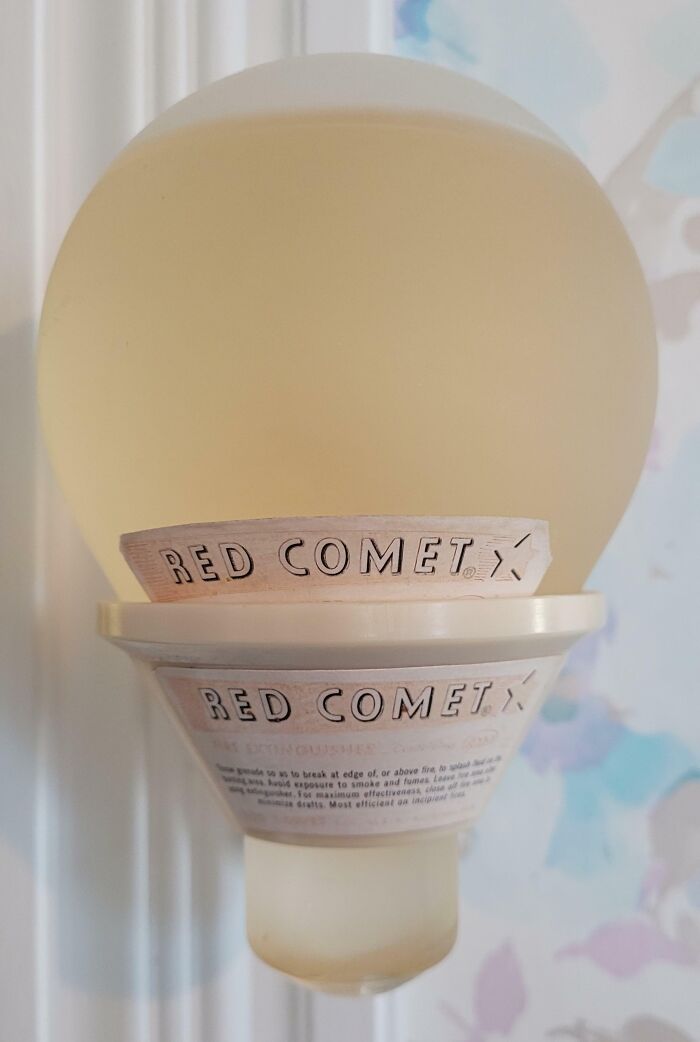 RED COMET®
RED COMET®
FIRE EXTINGUISHER
grenade so as to break at edge of, or above fire, to splash fluid on the
burning area. Avoid exposure to smoke and fumes. Leave fire area after
using extinguisher. For maximum effectiveness, close off fire area to
minimize drafts. Most efficient on incipient fires.